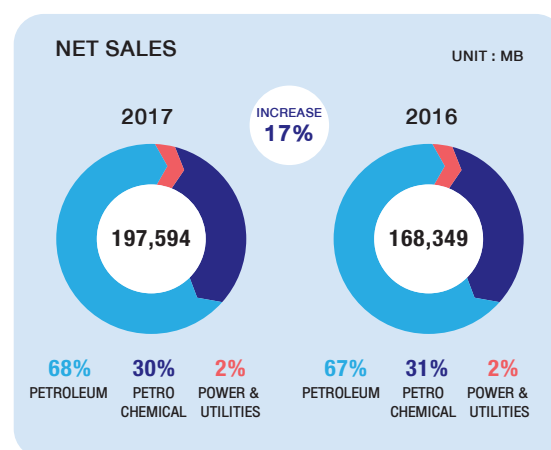 NET SALES
UNIT : MB
2017
INCREASE
17%
2016
197,594
168,349
68%
PETROLEUM
30%
PETRO
CHEMICAL
2%
POWER &
UTILITIES
67%
PETROLEUM
31%
PETRO
CHEMICAL
2%
POWER &
UTILITIES